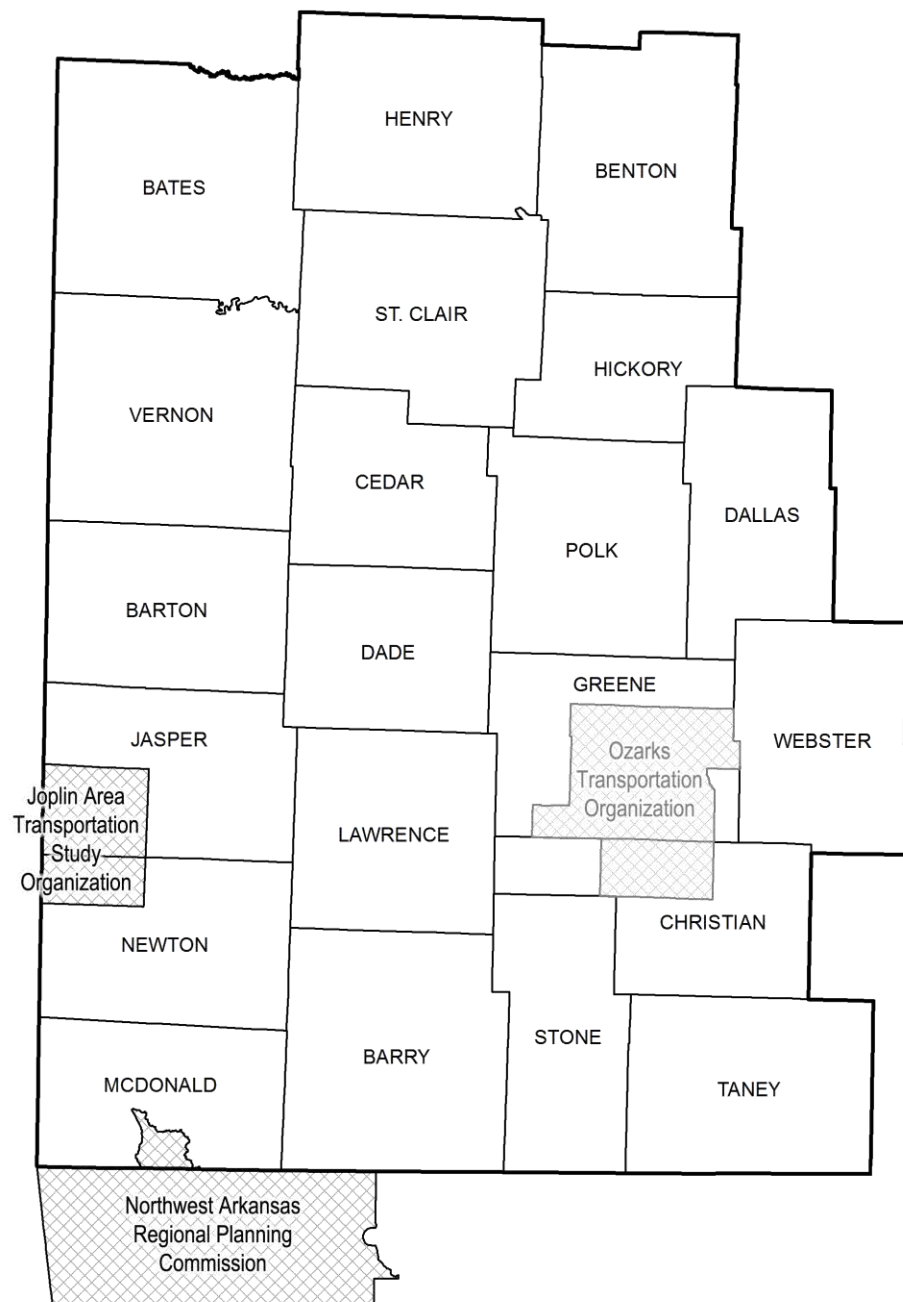 HENRY
BENTON
BATES
ST. CLAIR
HICKORY
VERNON
CEDAR
DALLAS
POLK
BARTON
DADE
GREENE
JASPER
WEBSTER
Ozarks
Transportation
Organization
Joplin Area
Transportation
Study
Organization
LAWRENCE
CHRISTIAN
NEWTON
STONE
BARRY
MCDONALD
TANEY
Northwest Arkansas
Regional Planning
Commission